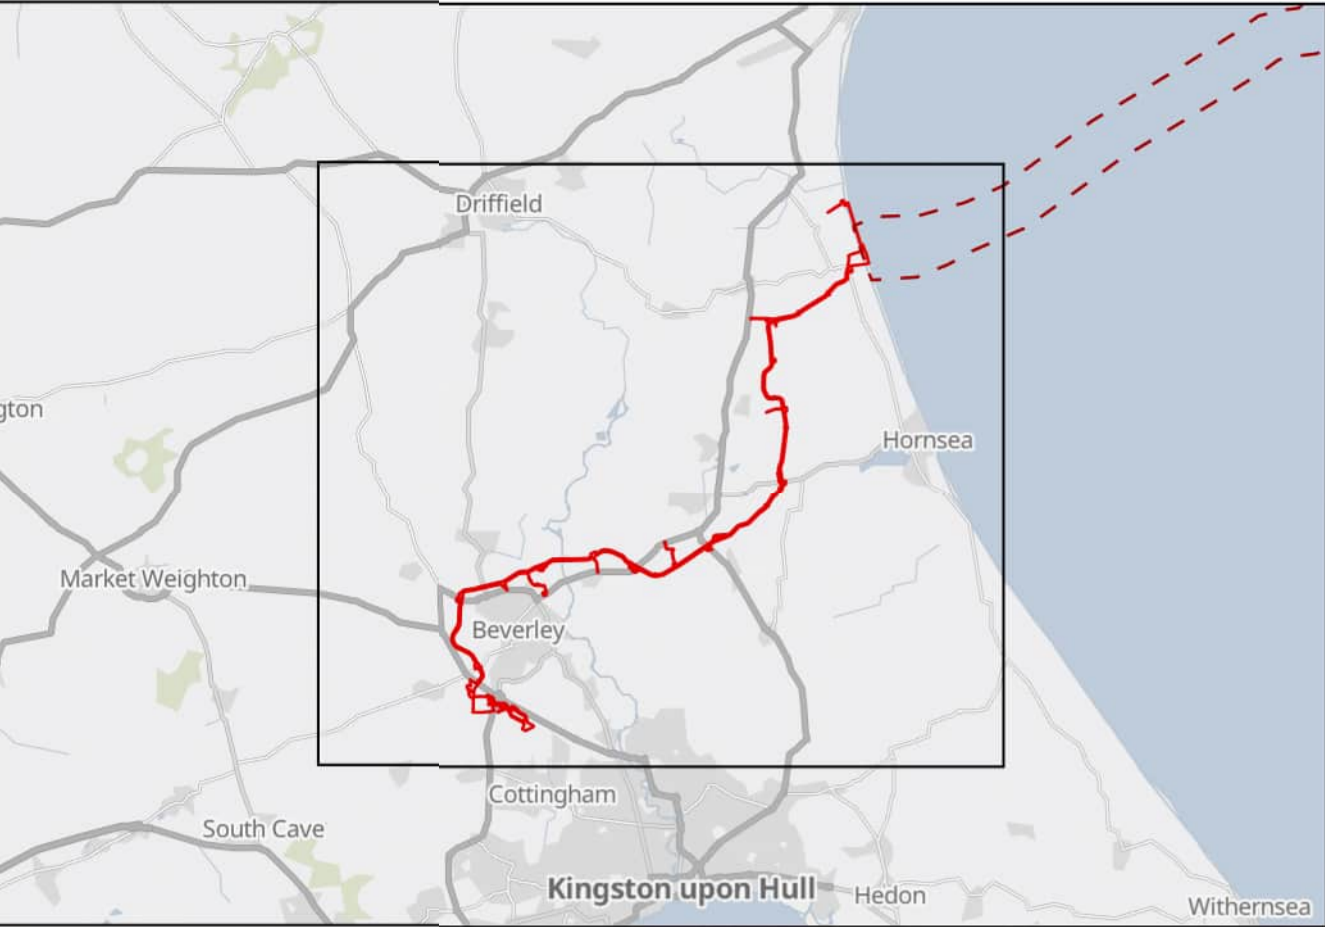 Driffield
gton
Hornsea
Market Weighton
Beverley
Cottingham
South Cave
Kingston upon Hull
Hedon
Withernsea